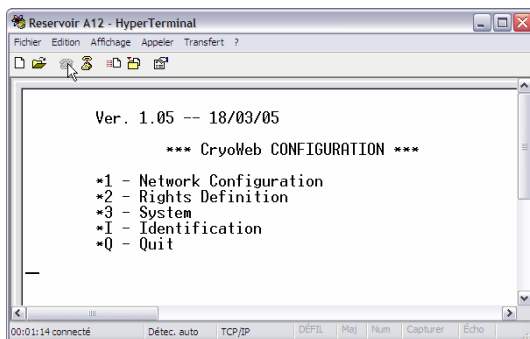 Reservoir A12 - HyperTerminal
Fichier Edition Affichage Appeler Transfert ?
Ver. 1.05 -- 18/03/05
*** CryoWeb CONFIGURATION ***
*1 - Network Configuration
*2 - Rights Definition
*3 - System
*I - Identification
*Q - Quit
00:01:14 connecté Détec. auto TCP/IP DÉFIL Maj Num Capturer Écho